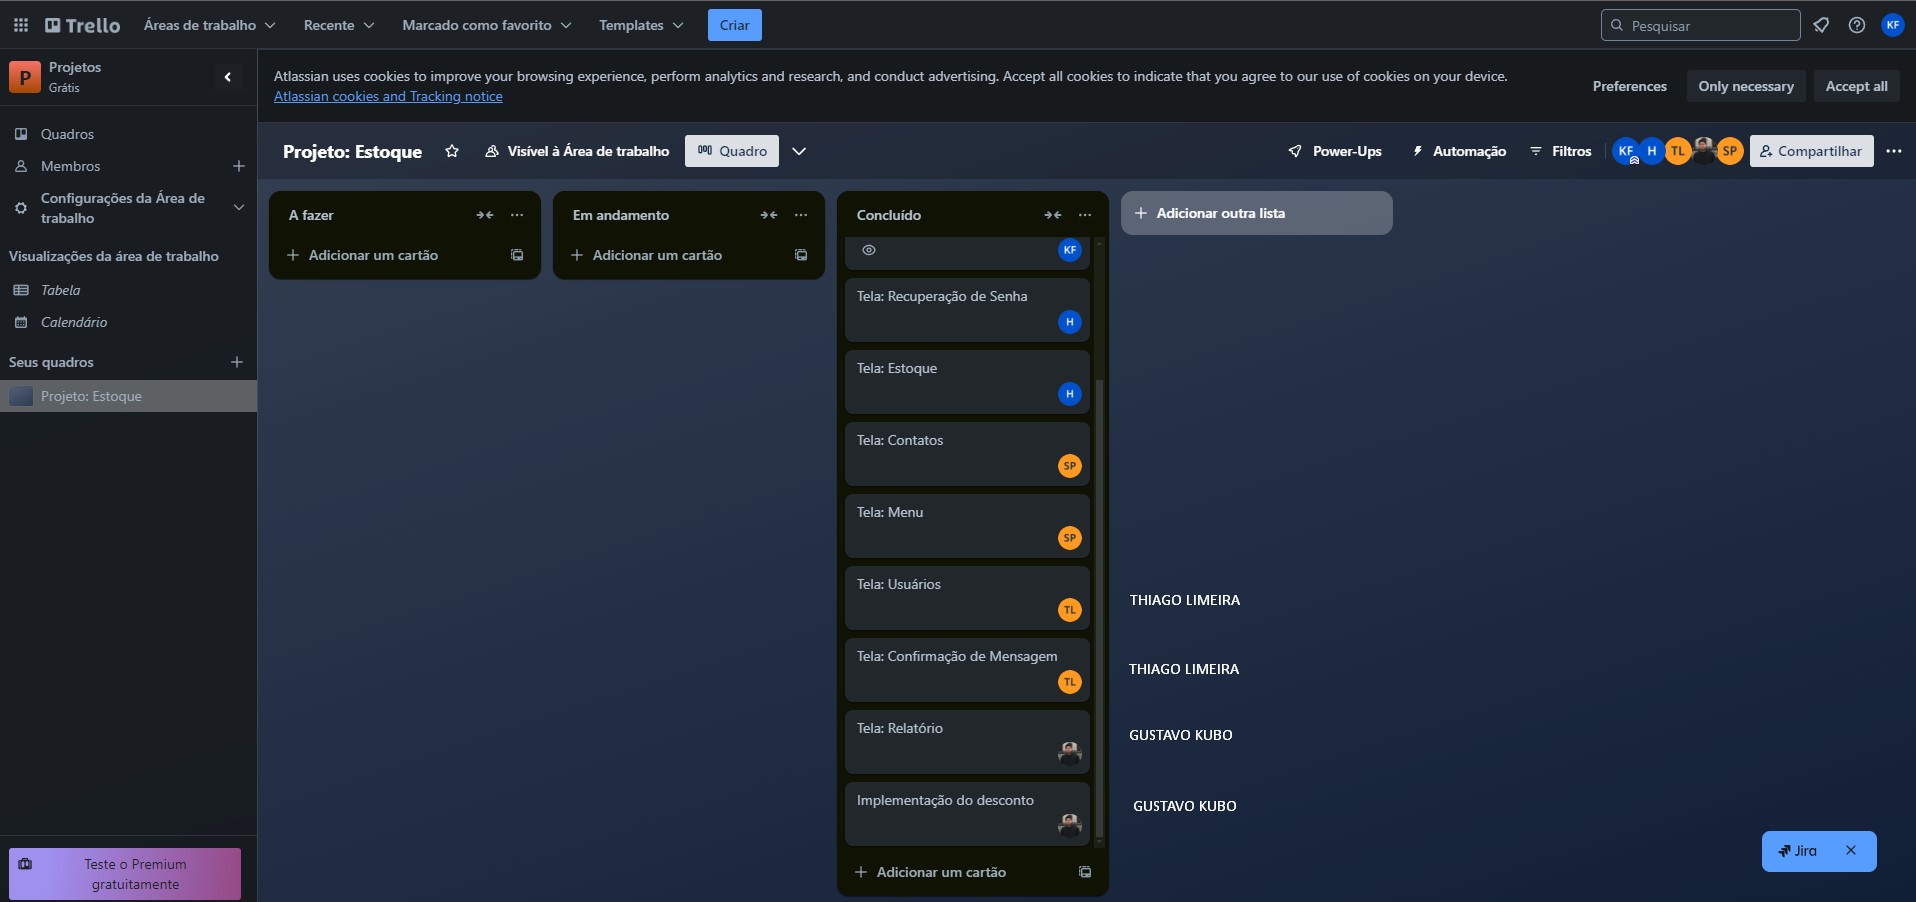 Trello
Áreas de trabalho
Recente
Marcado como favorito
Templates
Criar
Pesquisar
KF
P
Projetos
Grátis
Quadros
Membros
Configurações da Área de
trabalho
Visualizações da área de trabalho
Tabela
Calendário
Seus quadros
Projeto: Estoque
Teste o Premium
gratuitamente
Atlassian uses cookies to improve your browsing experience, perform analytics and research, and conduct advertising. Accept all cookies to indicate that you agree to our use of cookies on your device.
Atlassian cookies and Tracking notice
Preferences
Only necessary
Accept all
Projeto: Estoque
Visível à Área de trabalho
Quadro
Power-Ups
Automação
Filtros
KF
H
TL
SP
Compartilhar
A fazer
Adicionar um cartão
Em andamento
Adicionar um cartão
Concluído
KF
Tela: Recuperação de Senha
H
Tela: Estoque
H
Tela: Contatos
SP
Tela: Menu
SP
Tela: Usuários
TL
Tela: Confirmação de Mensagem
TL
Tela: Relatório
Implementação do desconto
Adicionar um cartão
Adicionar outra lista
THIAGO LIMEIRA
THIAGO LIMEIRA
GUSTAVO KUBO
GUSTAVO KUBO
Jira